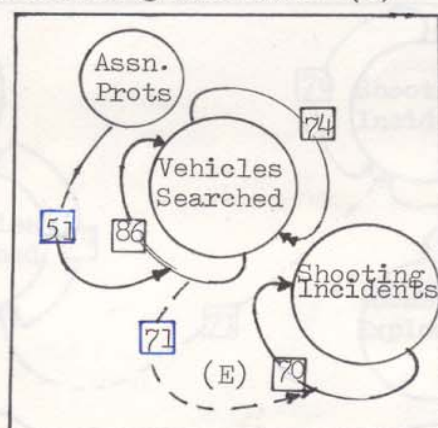 Assn.
Prots
74
Vehicles
Searched
51
86
Shooting
Incidents
71
(E)
70